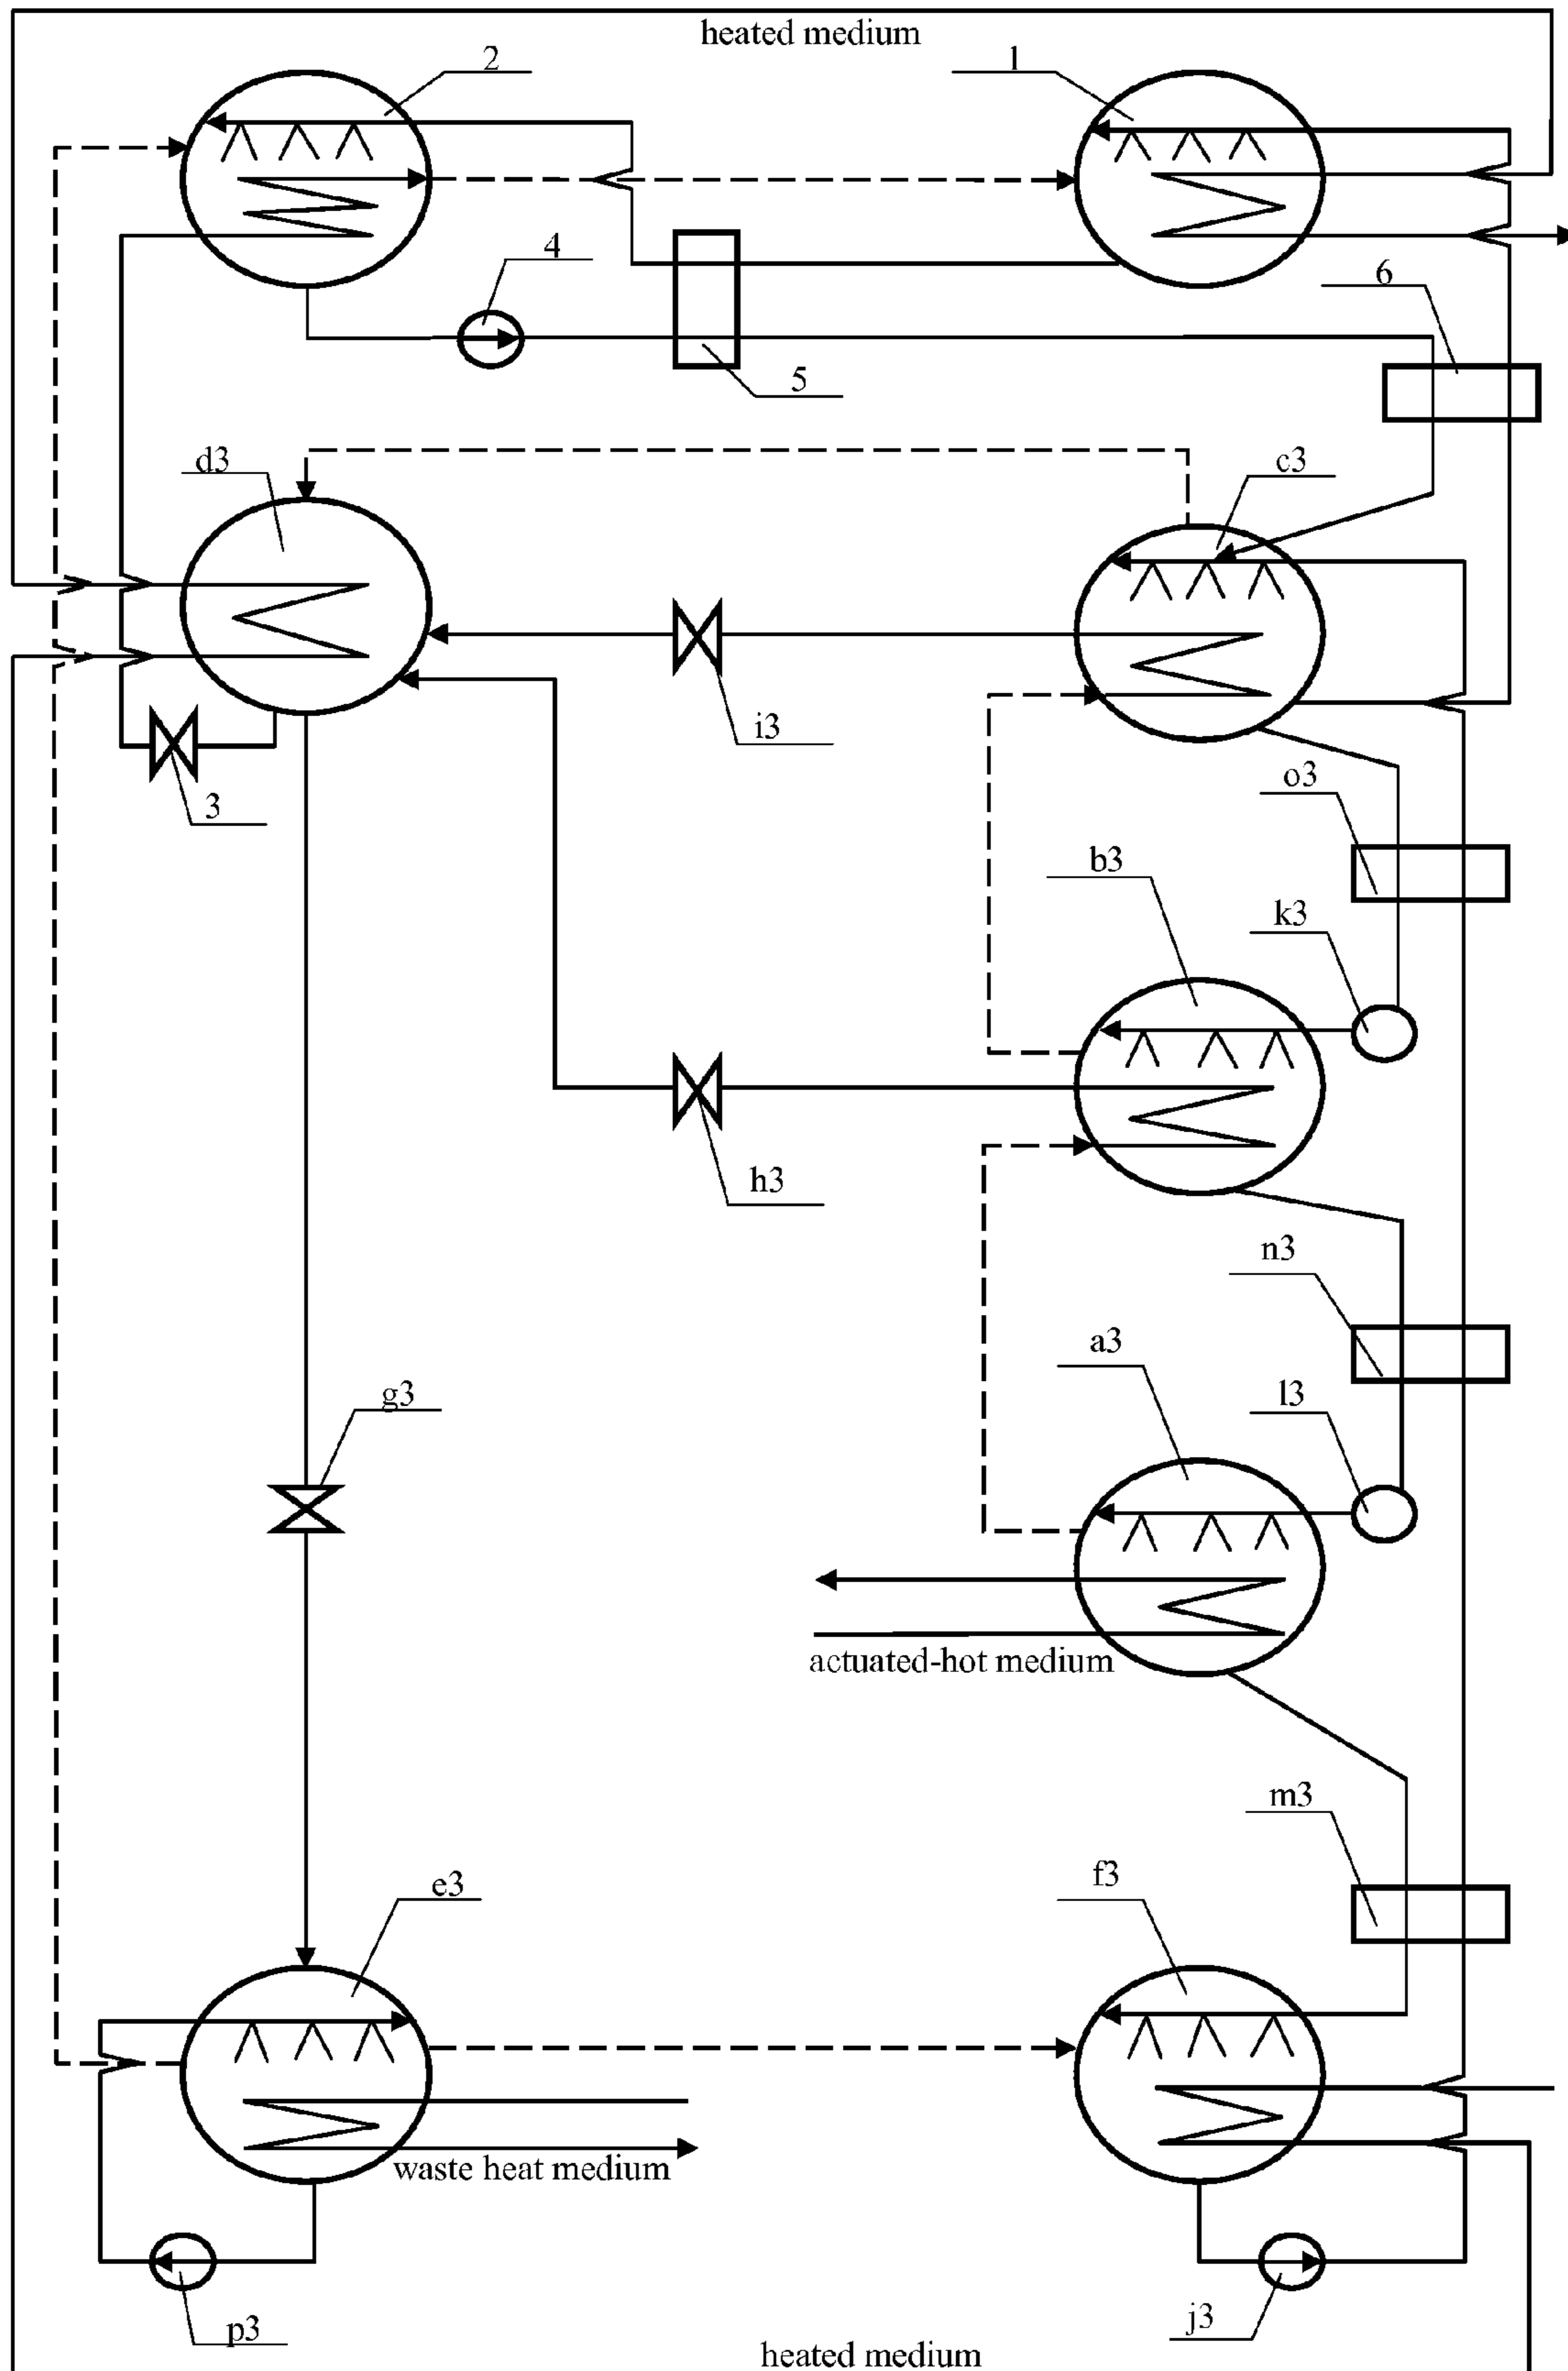 heated medium
2
1
4
6
5
d3
c3
i3
3
o3
b3
k3
h3
n3
a3
l3
g3
actuated-hot medium
m3
e3
f3
waste heat medium
p3
j3
heated medium